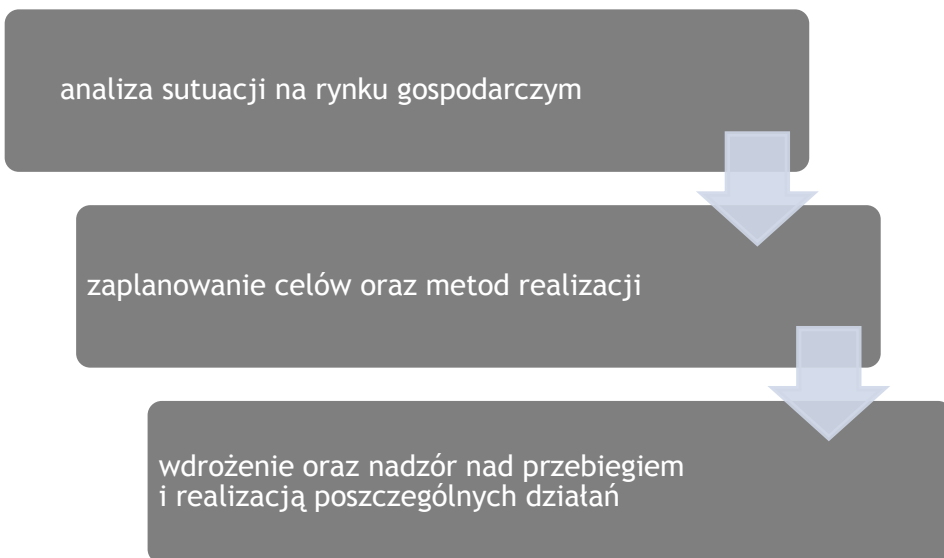 analiza sutuacji na rynku gospodarczym
zaplanowanie celów oraz metod realizacji
wdrożenie oraz nadzór nad przebiegiem
i realizacją poszczególnych działań